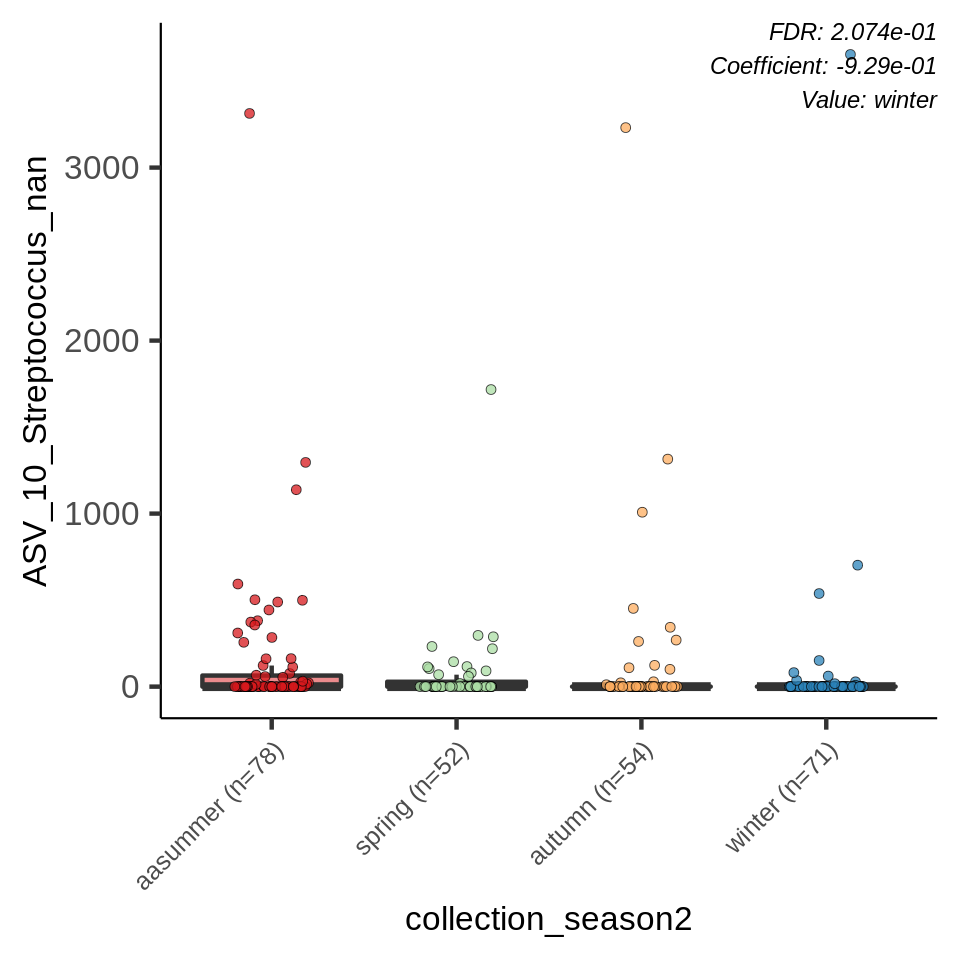 FDR: 2.074e-01
Coefficient: -9.29e-01
Value: winter
ASV_10_Streptococcus_nan
3000
2000
1000
0
aasummer (n=78)
spring (n=52)
autumn (n=54)
winter (n=71)
collection_season2